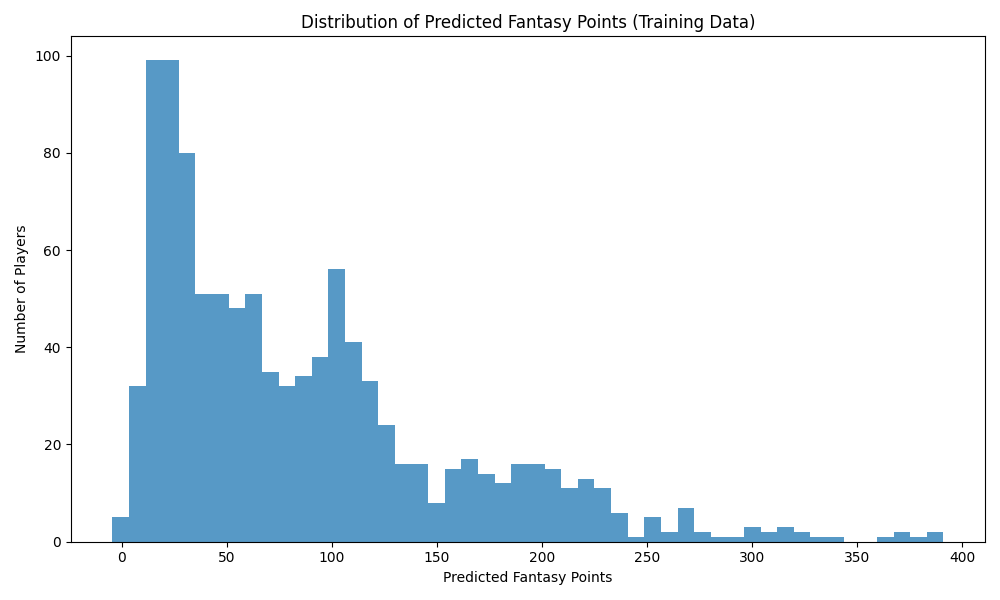 Distribution of Predicted Fantasy Points (Training Data)
Number of Players
100
80
60
40
20
0
0 50 100 150 200 250 300 350 400
Predicted Fantasy Points